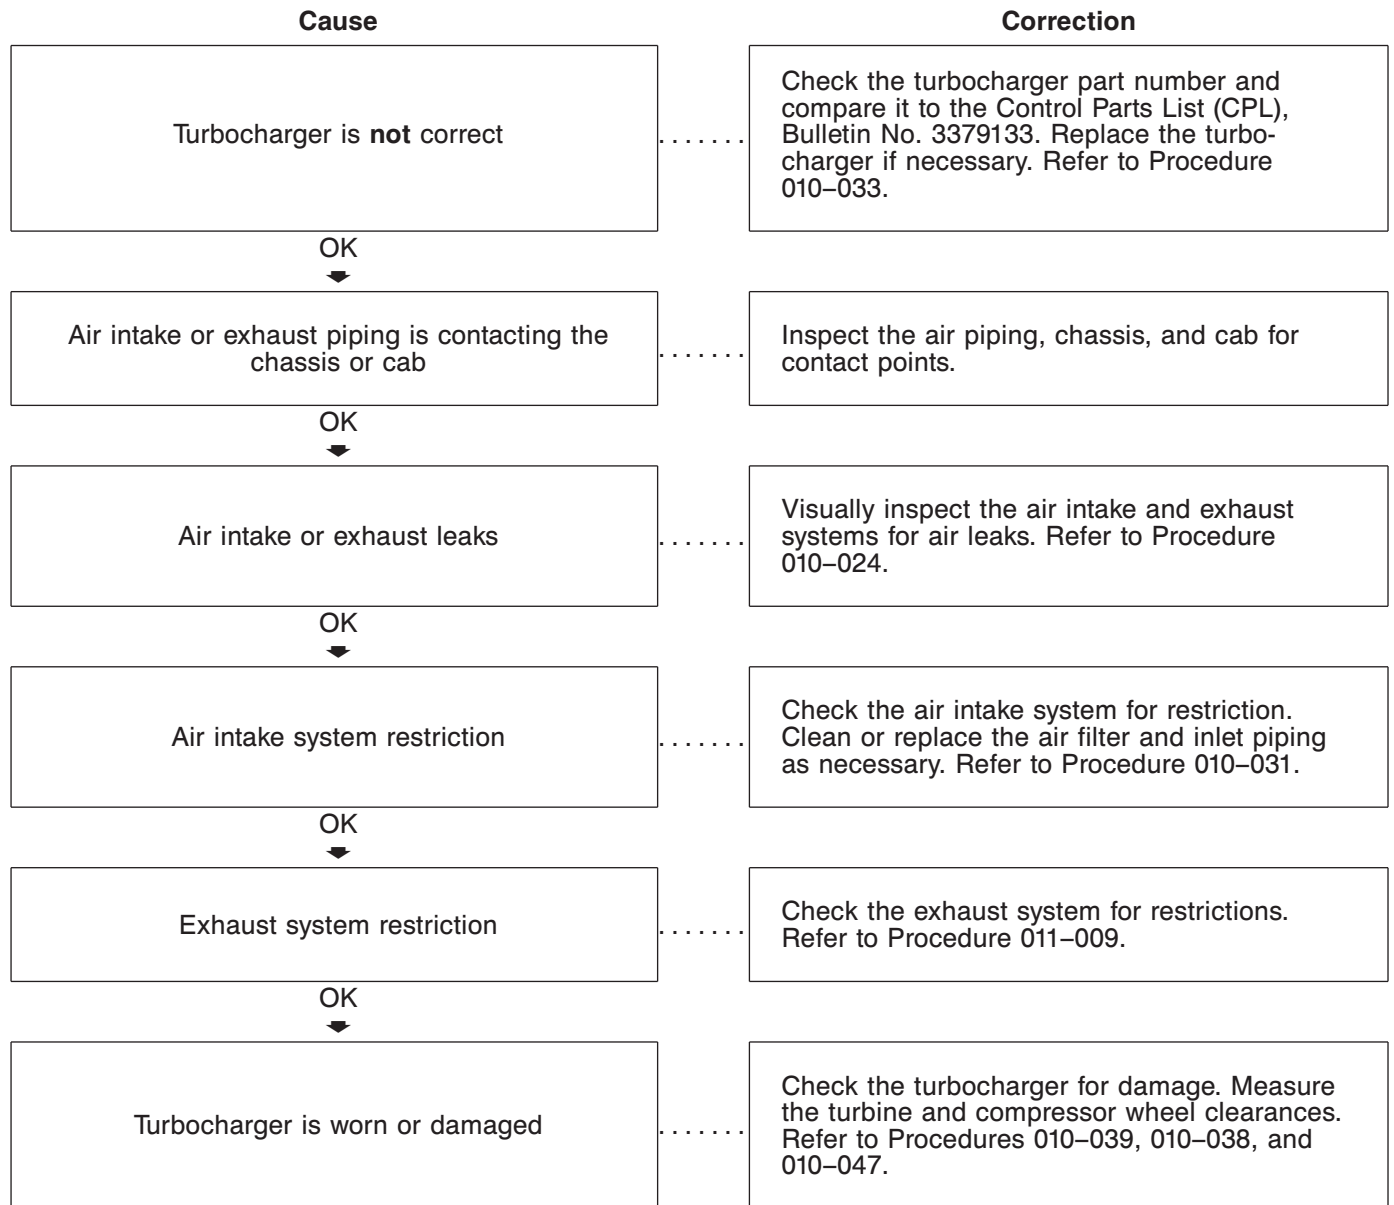 Cause
Correction
Turbocharger is not correct
Check the turbocharger part number and
compare it to the Control Parts List (CPL),
Bulletin No. 3379133. Replace the turbo-
charger if necessary. Refer to Procedure
010–033.
OK
Air intake or exhaust piping is contacting the
chassis or cab
Inspect the air piping, chassis, and cab for
contact points.
OK
Air intake or exhaust leaks
Visually inspect the air intake and exhaust
systems for air leaks. Refer to Procedure
010–024.
OK
Air intake system restriction
Check the air intake system for restriction.
Clean or replace the air filter and inlet piping
as necessary. Refer to Procedure 010–031.
OK
Exhaust system restriction
Check the exhaust system for restrictions.
Refer to Procedure 011–009.
OK
Turbocharger is worn or damaged
Check the turbocharger for damage. Measure
the turbine and compressor wheel clearances.
Refer to Procedures 010–039, 010–038, and
010–047.